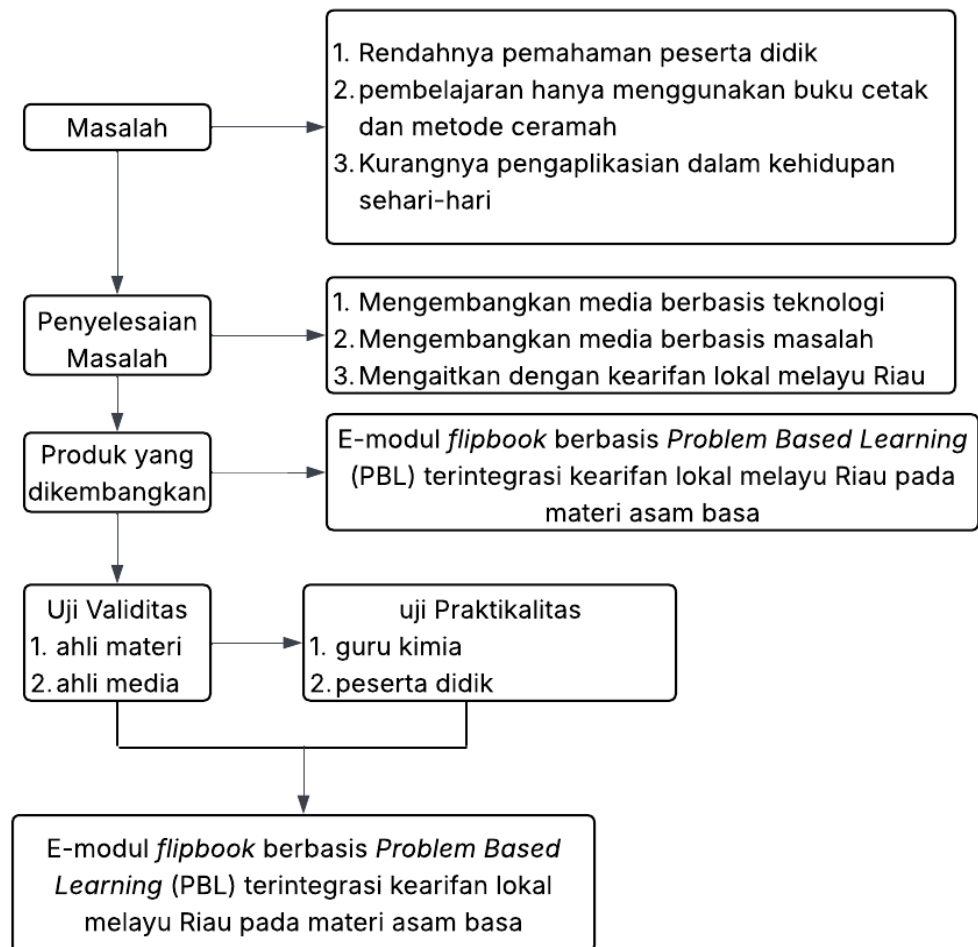 Masalah
1. Rendahnya pemahaman peserta didik
2. pembelajaran hanya menggunakan buku cetak
dan metode ceramah
3. Kurangnya pengaplikasian dalam kehidupan
sehari-hari
Penyelesaian
Masalah
1. Mengembangkan media berbasis teknologi
2. Mengembangkan media berbasis masalah
3. Mengaitkan dengan kearifan lokal melayu Riau
Produk yang
dikembangkan
E-modul flipbook berbasis Problem Based Learning
(PBL) terintegrasi kearifan lokal melayu Riau pada
materi asam basa
Uji Validitas
1. ahli materi
2. ahli media
uji Praktikalitas
1. guru kimia
2. peserta didik
E-modul flipbook berbasis Problem Based
Learning (PBL) terintegrasi kearifan lokal
melayu Riau pada materi asam basa